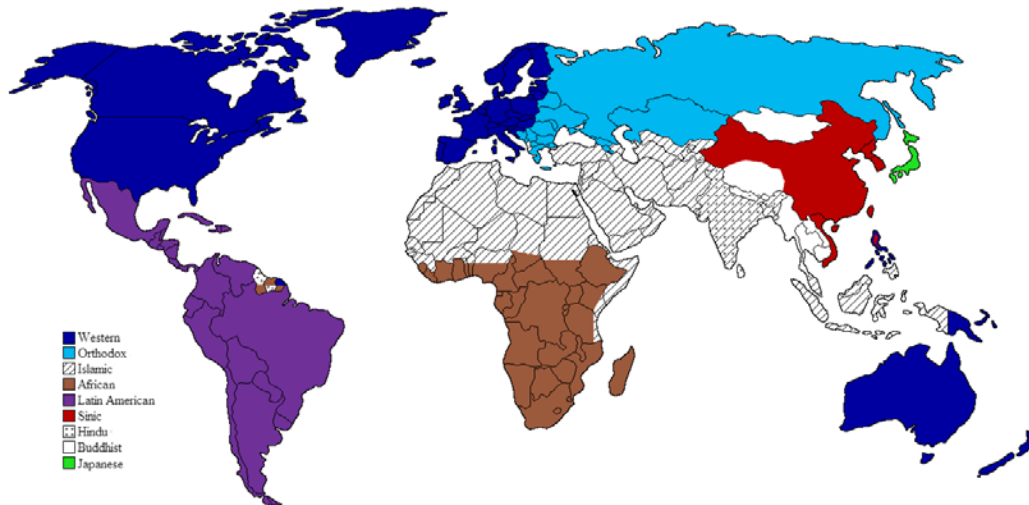 Western
Orthodox
Islamic
African
Latin American
Sinic
Hindu
Buddhist
Japanese